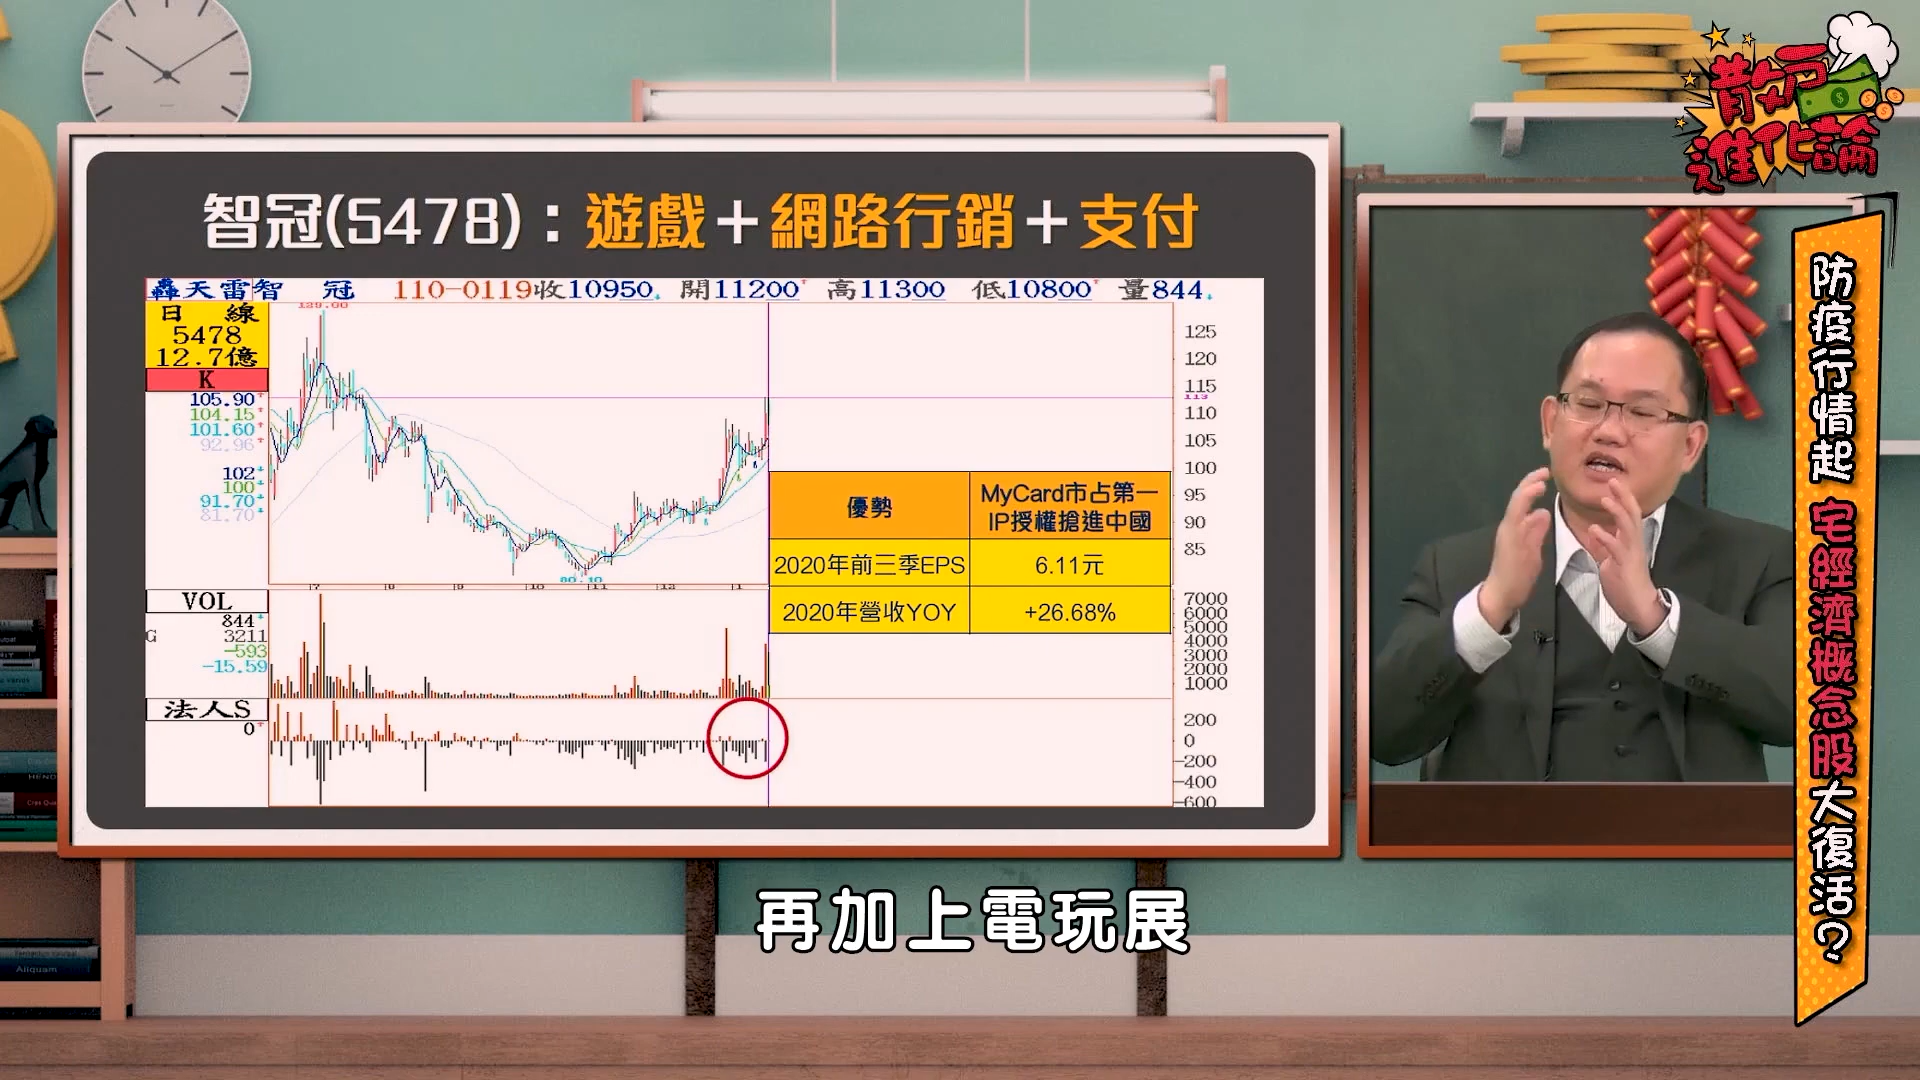 散戶
進化論
智冠(5478)：遊戲＋網路行銷＋支付
轟天雷智 冠 110-0119收10950 開11200 高11300 低10800 量844
日 線
5478
12.7億
K
105.90
104.15
101.60
92.96
102
100
91.70
81.70
129.00
80.10
125
120
115
113
110
105
100
95
90
85
優勢
MyCard市占第一
IP授權搶進中國
2020年前三季EPS 6.11元
2020年營收YOY +26.68%
VOL
844
G 3211
-593
-15.59
7000
6000
5000
4000
3000
2000
1000
法人S
0
200
0
-200
-400
-600
防疫行情起 宅經濟概念股大復活？
再加上電玩展
Aliquam